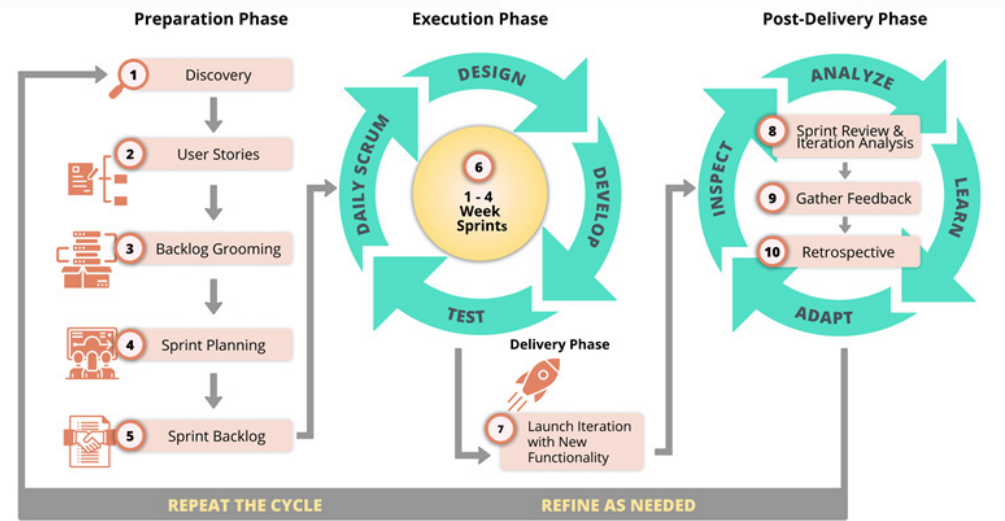 Preparation Phase
1
Discovery
2
User Stories
3
Backlog Grooming
4
Sprint Planning
5
Sprint Backlog
Execution Phase
DESIGN
DEVELOP
TEST
DAILY SCRUM
6
1 - 4
Week
Sprints
Delivery Phase
7
Launch Iteration
with New
Functionality
Post-Delivery Phase
ANALYZE
LEARN
ADAPT
INSPECT
8
Sprint Review &
Iteration Analysis
9
Gather Feedback
10
Retrospective
REPEAT THE CYCLE
REFINE AS NEEDED